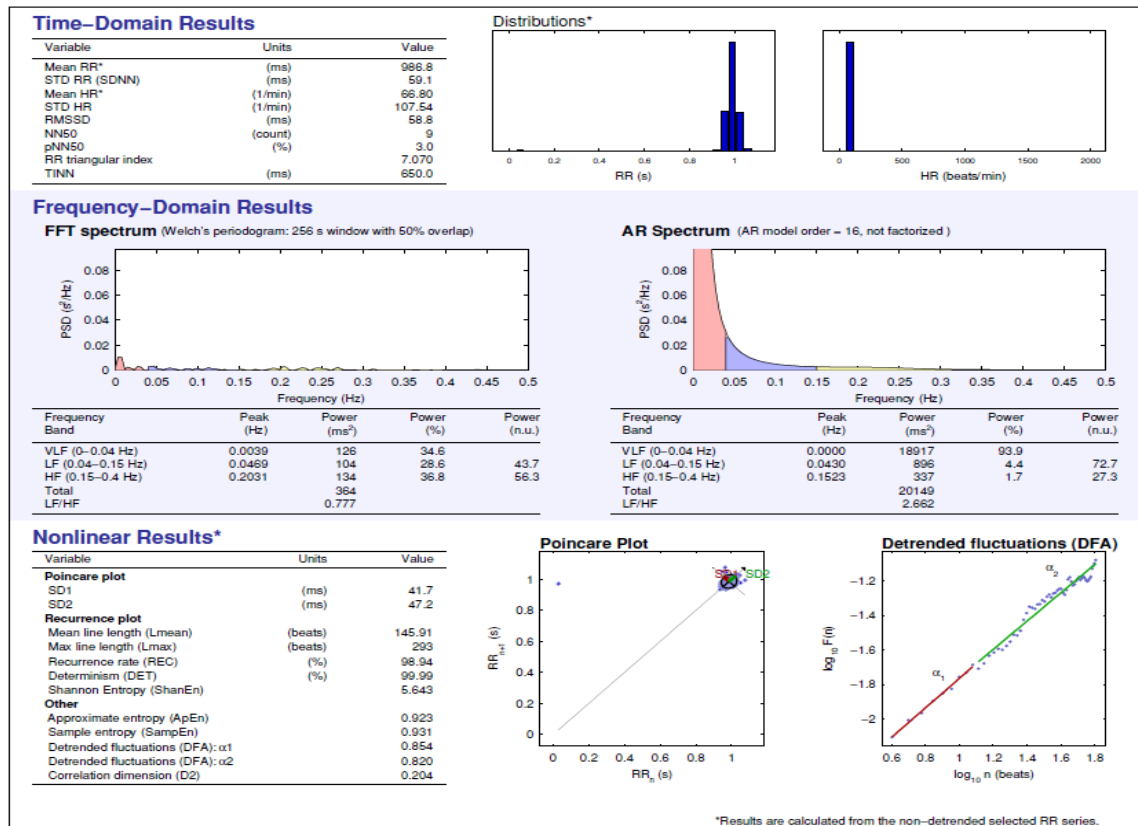 Time–Domain Results
Variable Units Value
Mean RR* (ms) 986.8
STD RR (SDNN) (ms) 59.1
Mean HR* (1/min) 66.80
STD HR (1/min) 107.54
RMSSD (ms) 58.8
NN50 (count) 9
pNN50 (%) 3.0
RR triangular index 7.070
TINN (ms) 650.0
Distributions*
0 0.2 0.4 0.6 0.8 1
RR (s)
0 500 1000 1500 2000
HR (beats/min)
Frequency–Domain Results
FFT spectrum (Welch's periodogram: 256 s window with 50% overlap)
PSD (s²/Hz)
0.08
0.06
0.04
0.02
0
0 0.05 0.1 0.15 0.2 0.25 0.3 0.35 0.4 0.45 0.5
Frequency (Hz)
Frequency Peak Power Power Power
Band (Hz) (ms²) (%) (n.u.)
VLF (0–0.04 Hz) 0.0039 126 34.6
LF (0.04–0.15 Hz) 0.0469 104 28.6 43.7
HF (0.15–0.4 Hz) 0.2031 134 36.8 56.3
Total 364
LF/HF 0.777
AR Spectrum (AR model order = 16, not factorized )
PSD (s²/Hz)
0.08
0.06
0.04
0.02
0
0 0.05 0.1 0.15 0.2 0.25 0.3 0.35 0.4 0.45 0.5
Frequency (Hz)
Frequency Peak Power Power Power
Band (Hz) (ms²) (%) (n.u.)
VLF (0–0.04 Hz) 0.0000 18917 93.9
LF (0.04–0.15 Hz) 0.0430 896 4.4 72.7
HF (0.15–0.4 Hz) 0.1523 337 1.7 27.3
Total 20149
LF/HF 2.662
Nonlinear Results*
Variable Units Value
Poincare plot
SD1 (ms) 41.7
SD2 (ms) 47.2
Recurrence plot
Mean line length (Lmean) (beats) 145.91
Max line length (Lmax) (beats) 293
Recurrence rate (REC) (%) 98.94
Determinism (DET) (%) 99.99
Shannon Entropy (ShanEn) 5.643
Other
Approximate entropy (ApEn) 0.923
Sample entropy (SampEn) 0.931
Detrended fluctuations (DFA): α1 0.854
Detrended fluctuations (DFA): α2 0.820
Correlation dimension (D2) 0.204
Poincare Plot
SD1 SD2
RRₙ₊₁ (s)
1
0.8
0.6
0.4
0.2
0
0 0.2 0.4 0.6 0.8 1
RRₙ (s)
Detrended fluctuations (DFA)
α₂
α₁
log₁₀ F(n)
−1.2
−1.4
−1.6
−1.8
−2
0.6 0.8 1 1.2 1.4 1.6 1.8
log₁₀ n (beats)
*Results are calculated from the non–detrended selected RR series.